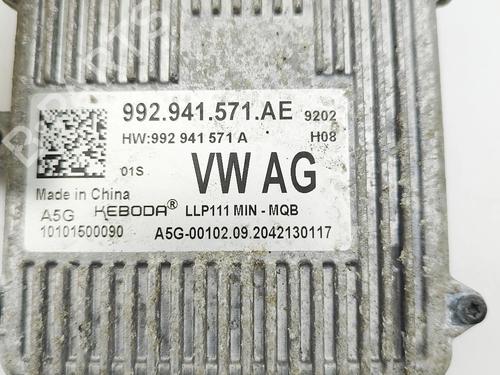 992.941.571.AE 9202
HW:992 941 571 A H08
01S VW AG
Made in China
A5G KEBODA® LLP111 MIN - MQB
10101500090 A5G-00102.09.2042130117